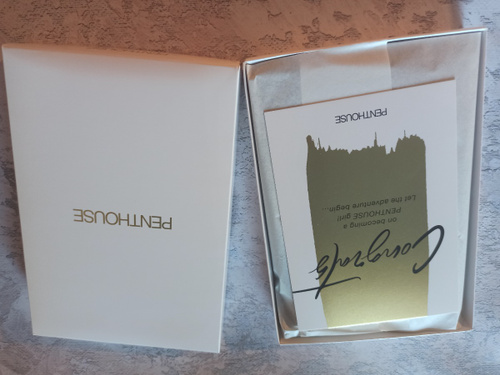 PENTHOUSE
Congrats
on becoming a
PENTHOUSE girl!
Let the adventure begin...
PENTHOUSE